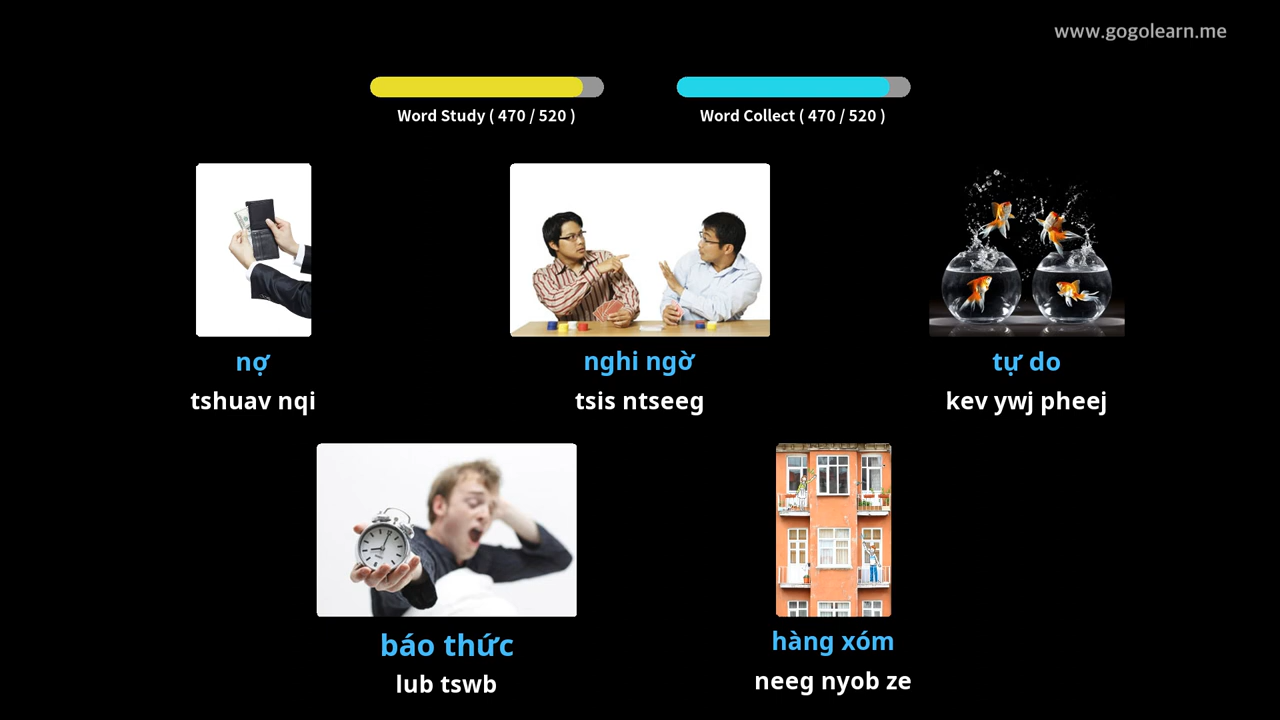 www.gogolearn.me
Word Study ( 470 / 520 )
Word Collect ( 470 / 520 )
nợ
tshuav nqi
nghi ngờ
tsis ntseeg
tự do
kev ywj pheej
báo thức
lub tswb
hàng xóm
neeg nyob ze